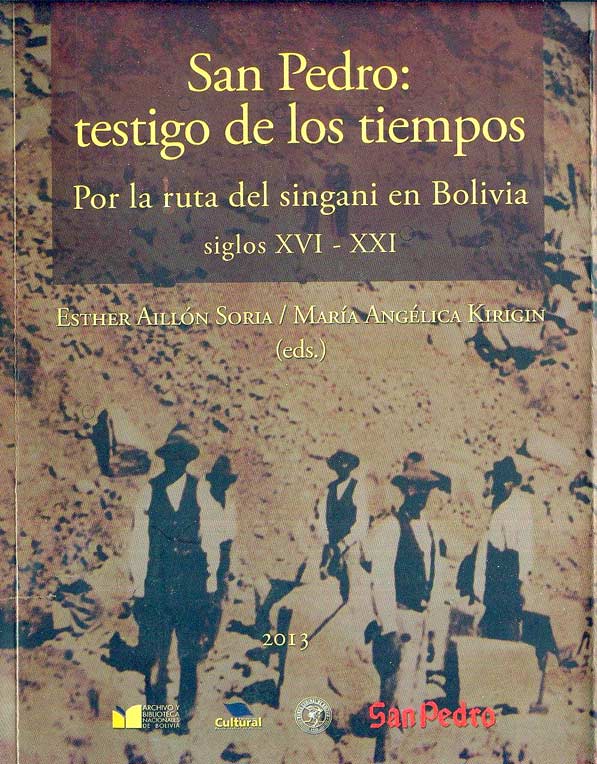 San Pedro:
testigo de los tiempos
Por la ruta del singani en Bolivia
siglos XVI - XXI
ESTHER AILLÓN SORIA / MARÍA ANGÉLICA KIRIGIN
(eds.)
2013
ARCHIVO Y
BIBLIOTECA
NACIONALES
DE BOLIVIA
Cultural
San Pedro